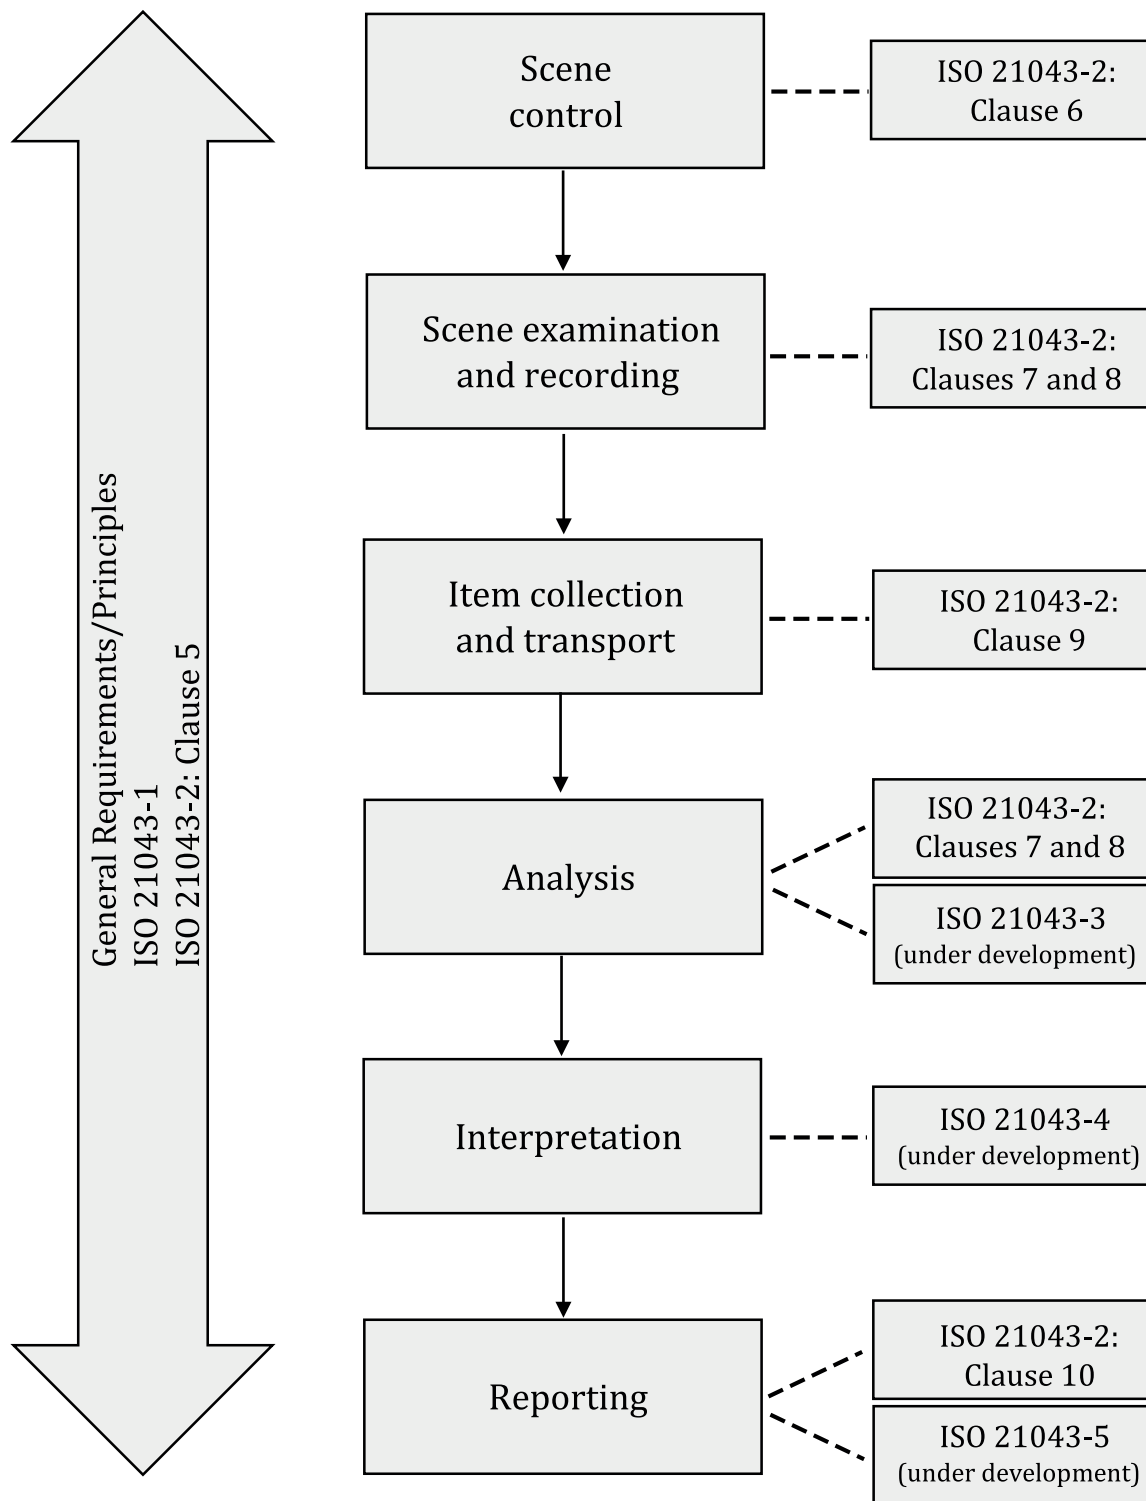 General Requirements/Principles
ISO 21043-1
ISO 21043-2: Clause 5
Scene
control
ISO 21043-2:
Clause 6
Scene examination
and recording
ISO 21043-2:
Clauses 7 and 8
Item collection
and transport
ISO 21043-2:
Clause 9
Analysis
ISO 21043-2:
Clauses 7 and 8
ISO 21043-3
(under development)
Interpretation
ISO 21043-4
(under development)
Reporting
ISO 21043-2:
Clause 10
ISO 21043-5
(under development)